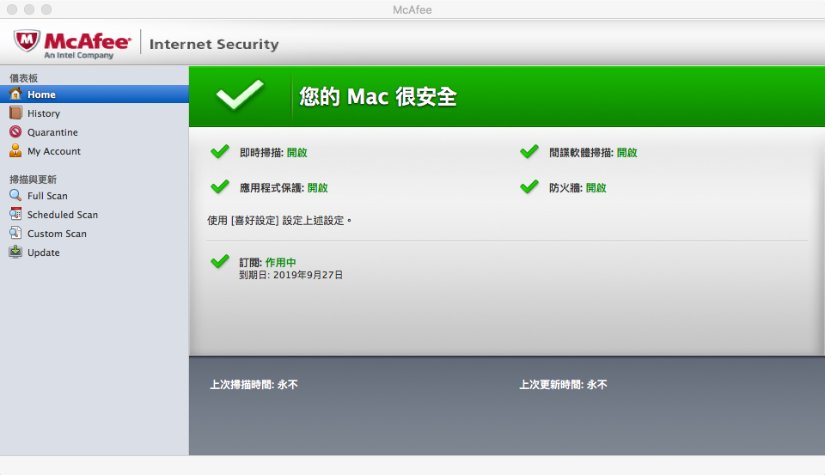 McAfee
McAfee
An Intel Company
Internet Security
儀表板
Home
History
Quarantine
My Account
掃描與更新
Full Scan
Scheduled Scan
Custom Scan
Update
您的 Mac 很安全
即時掃描: 開啟
間諜軟體掃描: 開啟
應用程式保護: 開啟
防火牆: 開啟
使用 [喜好設定] 設定上述設定。
訂閱: 作用中
到期日: 2019年9月27日
上次掃描時間: 永不
上次更新時間: 永不